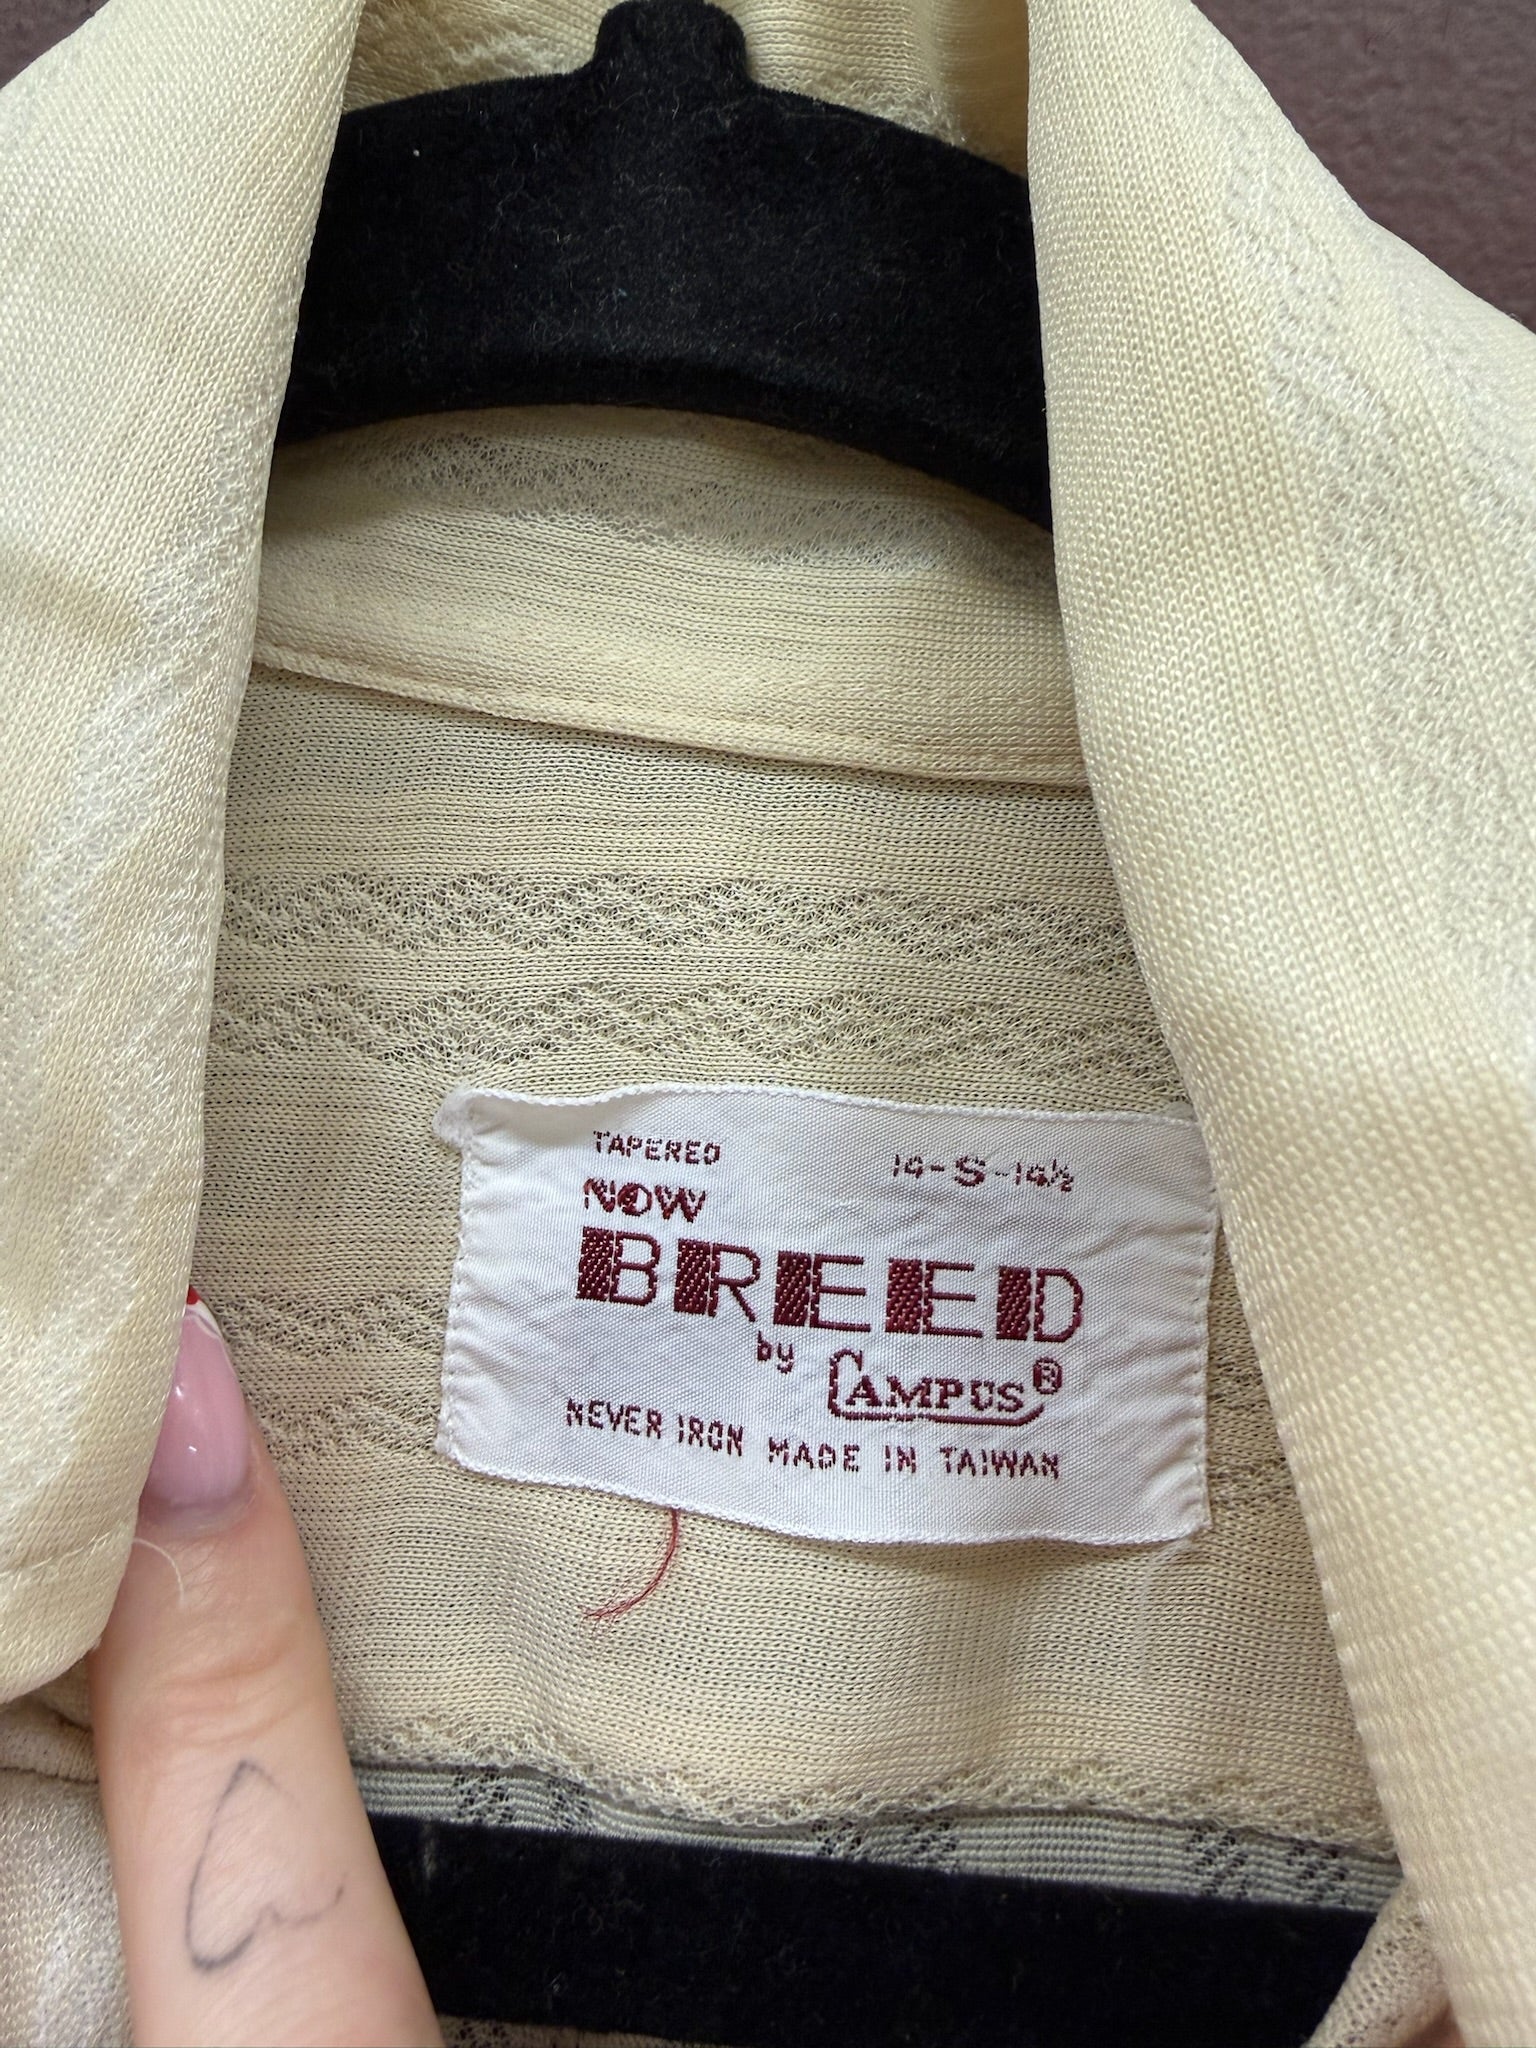 TAPERED 14-S-14½
NOW
BREED
by CAMPUS®
NEVER IRON MADE IN TAIWAN